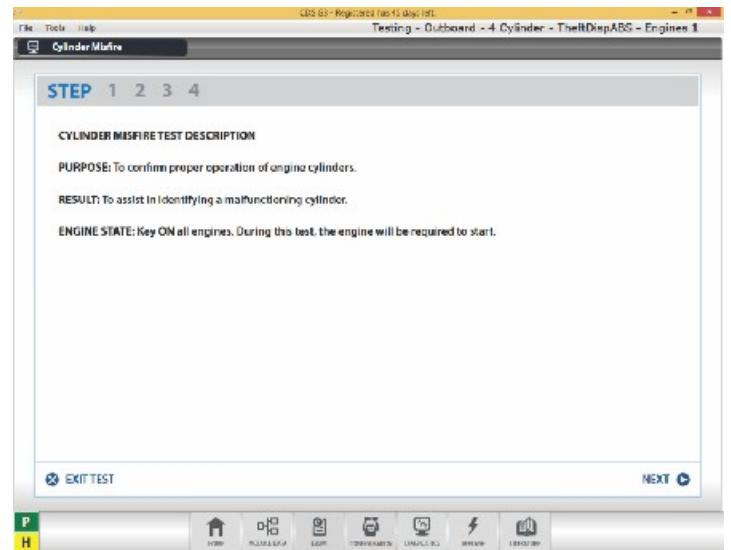 CDS G3 - Registered has 45 days left.
File Tools Help
Testing - Outboard - 4 Cylinder - TheftDispABS - Engines 1
Cylinder Misfire
STEP 1 2 3 4
CYLINDER MISFIRE TEST DESCRIPTION
PURPOSE: To confirm proper operation of engine cylinders.
RESULT: To assist in identifying a malfunctioning cylinder.
ENGINE STATE: Key ON all engines. During this test, the engine will be required to start.
EXIT TEST
NEXT
P
H
HOME